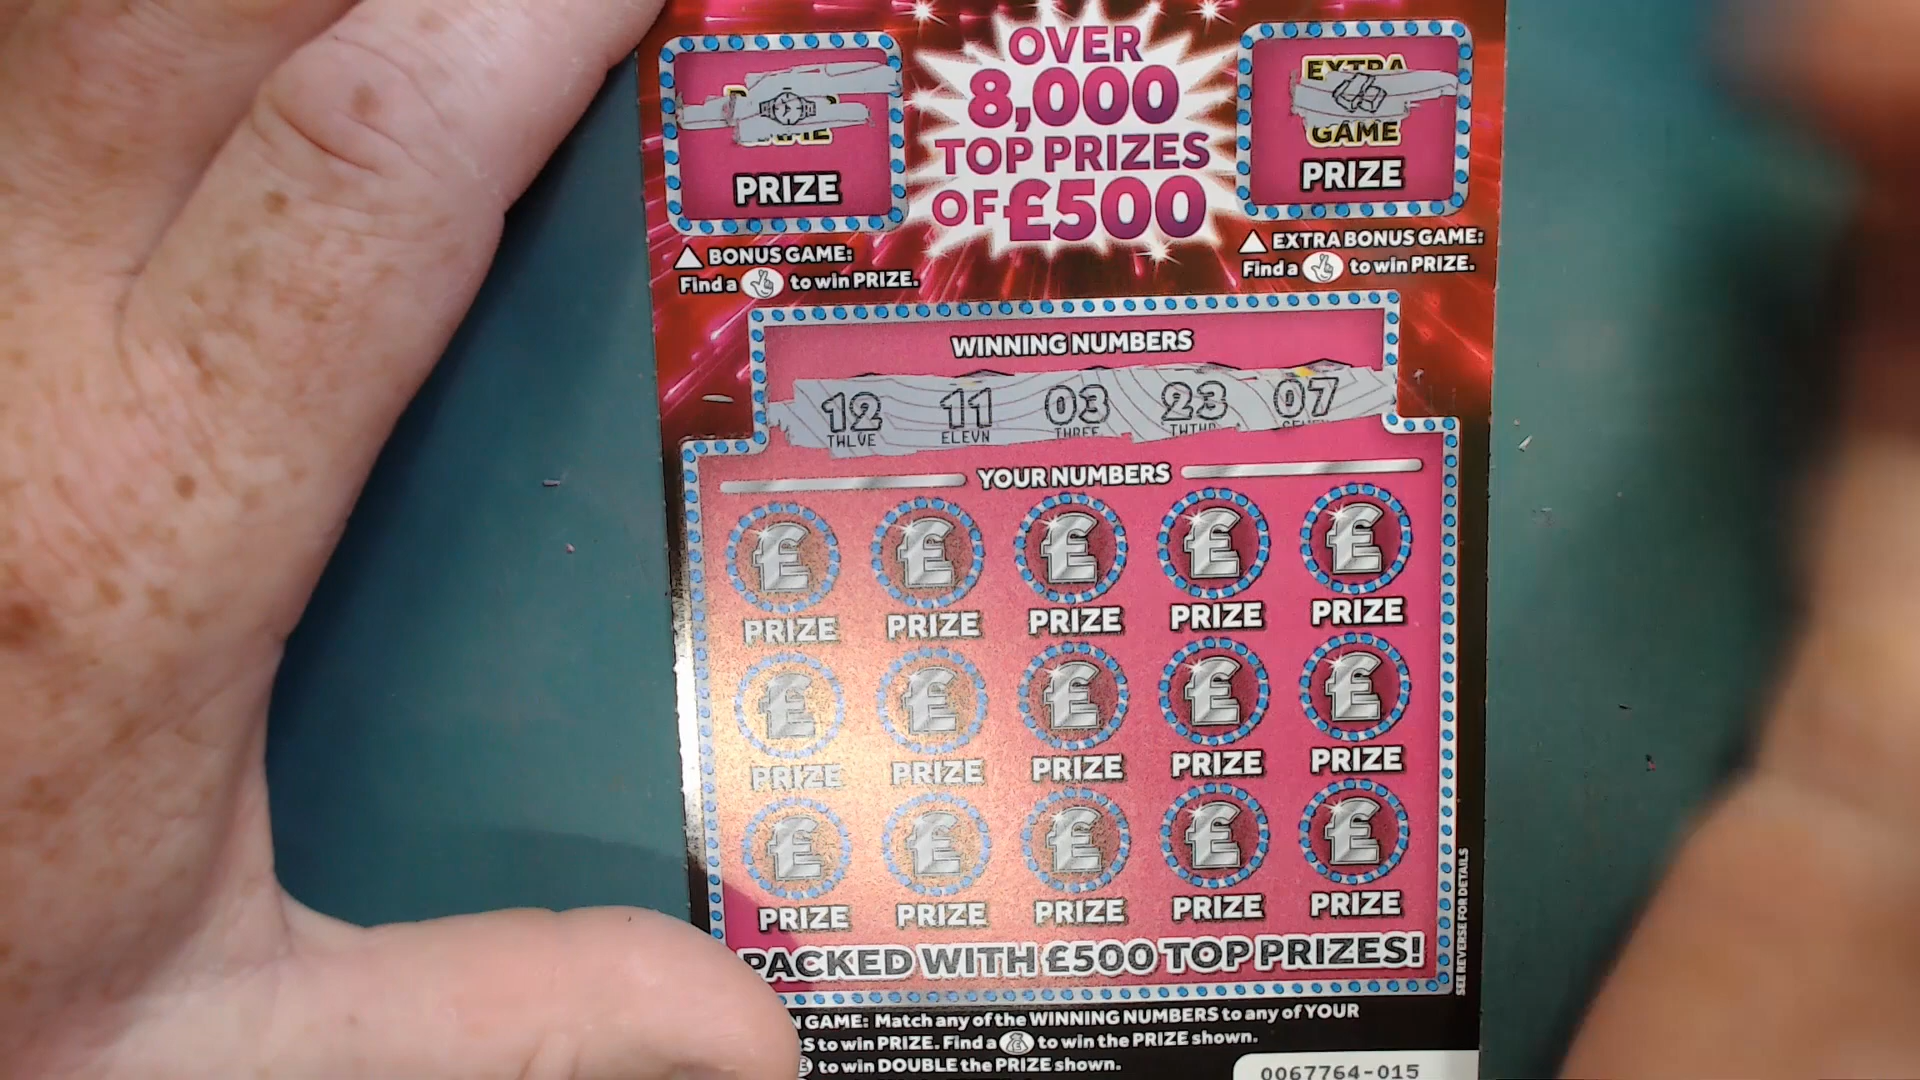 OVER
8,000
TOP PRIZES
OF £500
PRIZE
EXTRA
GAME
PRIZE
BONUS GAME:
Find a to win PRIZE.
EXTRA BONUS GAME:
Find a to win PRIZE.
WINNING NUMBERS
12 11 03 23 07
TWLVE ELEVN THREE TWTHR
YOUR NUMBERS
£ £ £ £ £
PRIZE PRIZE PRIZE PRIZE PRIZE
£ £ £ £ £
PRIZE PRIZE PRIZE PRIZE PRIZE
£ £ £ £ £
PRIZE PRIZE PRIZE PRIZE PRIZE
PACKED WITH £500 TOP PRIZES!
SEE REVERSE FOR DETAILS
GAME: Match any of the WINNING NUMBERS to any of YOUR
to win PRIZE. Find a to win the PRIZE shown.
to win DOUBLE the PRIZE shown.
0067764-015